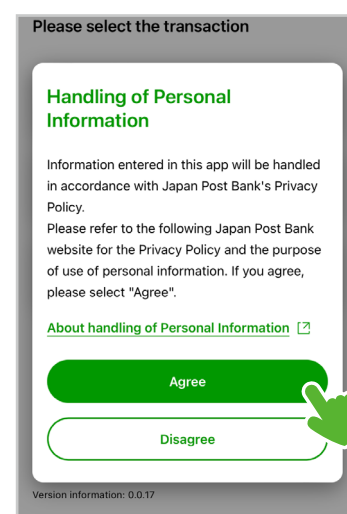 Please select the transaction
Handling of Personal
Information
Information entered in this app will be handled
in accordance with Japan Post Bank's Privacy
Policy.
Please refer to the following Japan Post Bank
website for the Privacy Policy and the purpose
of use of personal information. If you agree,
please select "Agree".
About handling of Personal Information
Agree
Disagree
Version information: 0.0.17